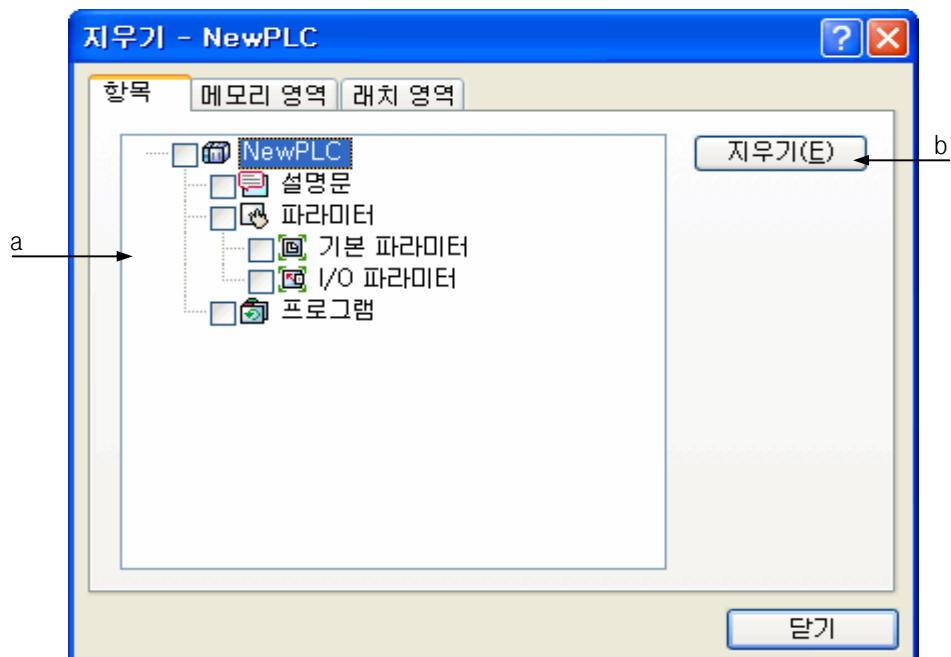 지우기 - NewPLC
항목 메모리 영역 래치 영역
NewPLC
지우기(E)
b
설명문
파라미터
a
기본 파라미터
I/O 파라미터
프로그램
닫기